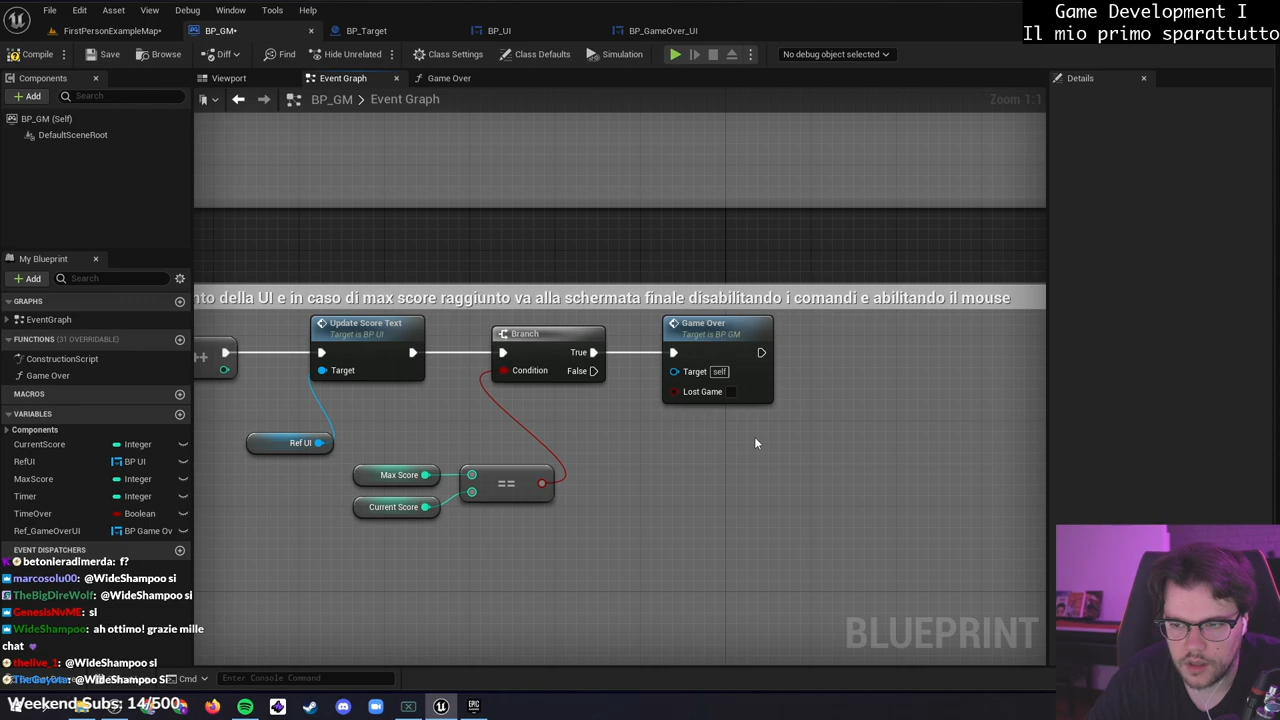 Game Development I
Il mio primo sparattutto
File Edit Asset View Debug Window Tools Help
FirstPersonExampleMap*
BP_GM*
BP_Target
BP_UI
BP_GameOver_UI
Compile Save Browse Diff Find Hide Unrelated Class Settings Class Defaults Simulation No debug object selected
Components
Viewport
Event Graph
Game Over
Details
Add Search
BP_GM > Event Graph
Zoom 1:1
BP_GM (Self)
DefaultSceneRoot
My Blueprint
Add Search
GRAPHS
EventGraph
FUNCTIONS (31 OVERRIDABLE)
ConstructionScript
Game Over
MACROS
VARIABLES
Components
CurrentScore Integer
RefUI BP UI
MaxScore Integer
Timer Integer
TimeOver Boolean
Ref_GameOverUI BP Game Ov
EVENT DISPATCHERS
nto della UI e in caso di max score raggiunto va alla schermata finale disabilitando i comandi e abilitando il mouse
++
Update Score Text
Target is BP UI
Target
Branch
True
Condition
False
Game Over
Target is BP GM
Target self
Lost Game
Ref UI
Max Score
Current Score
==
BLUEPRINT
betonieradimerda: f?
marcosolu00: @WideShampoo si
TheBigDireWolf: @WideShampoo si
GenesisNvME: si
WideShampoo: ah ottimo! grazie mille
chat
thelive_1: @WideShampoo si
Cmd
Enter Console Command
Weekend Subs: 14/500